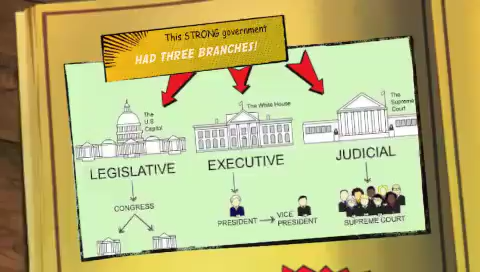 This STRONG government
HAD THREE BRANCHES!
The
U.S
Capitol
The White House
The
Supreme
Court
LEGISLATIVE
EXECUTIVE
JUDICIAL
CONGRESS
PRESIDENT
VICE
PRESIDENT
SUPREME COURT